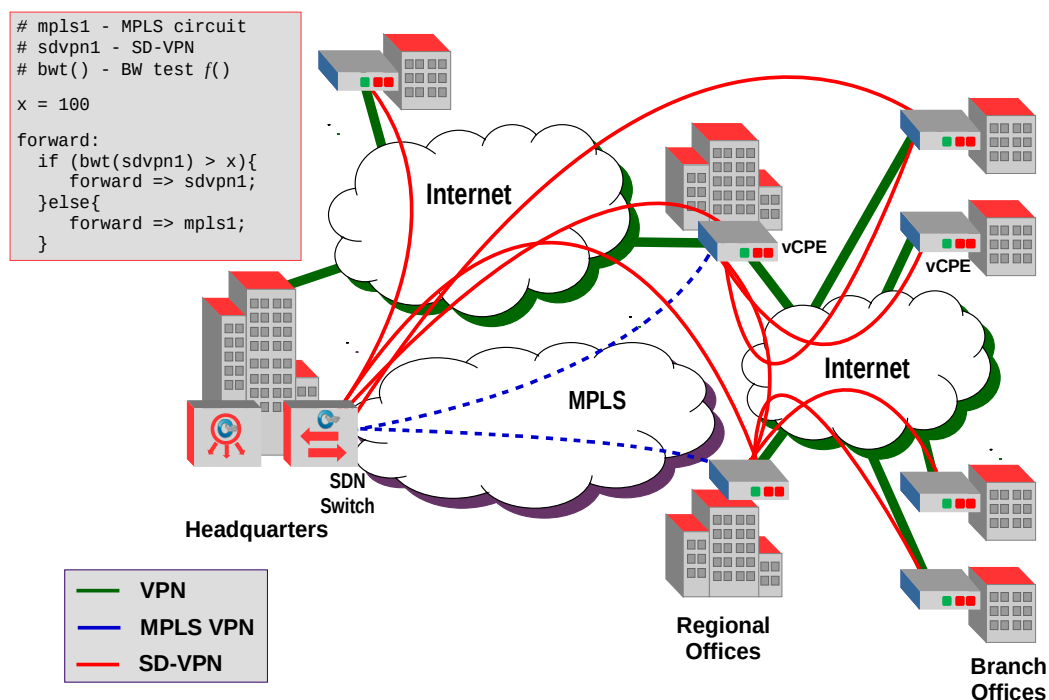 # mpls1 - MPLS circuit
# sdvpn1 - SD-VPN
# bwt() - BW test f()
x = 100
forward:
if (bwt(sdvpn1) > x){
forward => sdvpn1;
}else{
forward => mpls1;
}
Internet
vCPE
vCPE
Internet
MPLS
SDN
Switch
Headquarters
VPN
MPLS VPN
SD-VPN
Regional
Offices
Branch
Offices